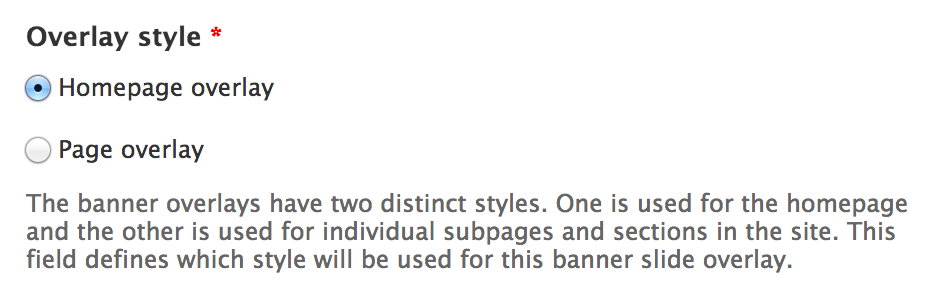 Overlay style *
Homepage overlay
Page overlay
The banner overlays have two distinct styles. One is used for the homepage
and the other is used for individual subpages and sections in the site. This
field defines which style will be used for this banner slide overlay.